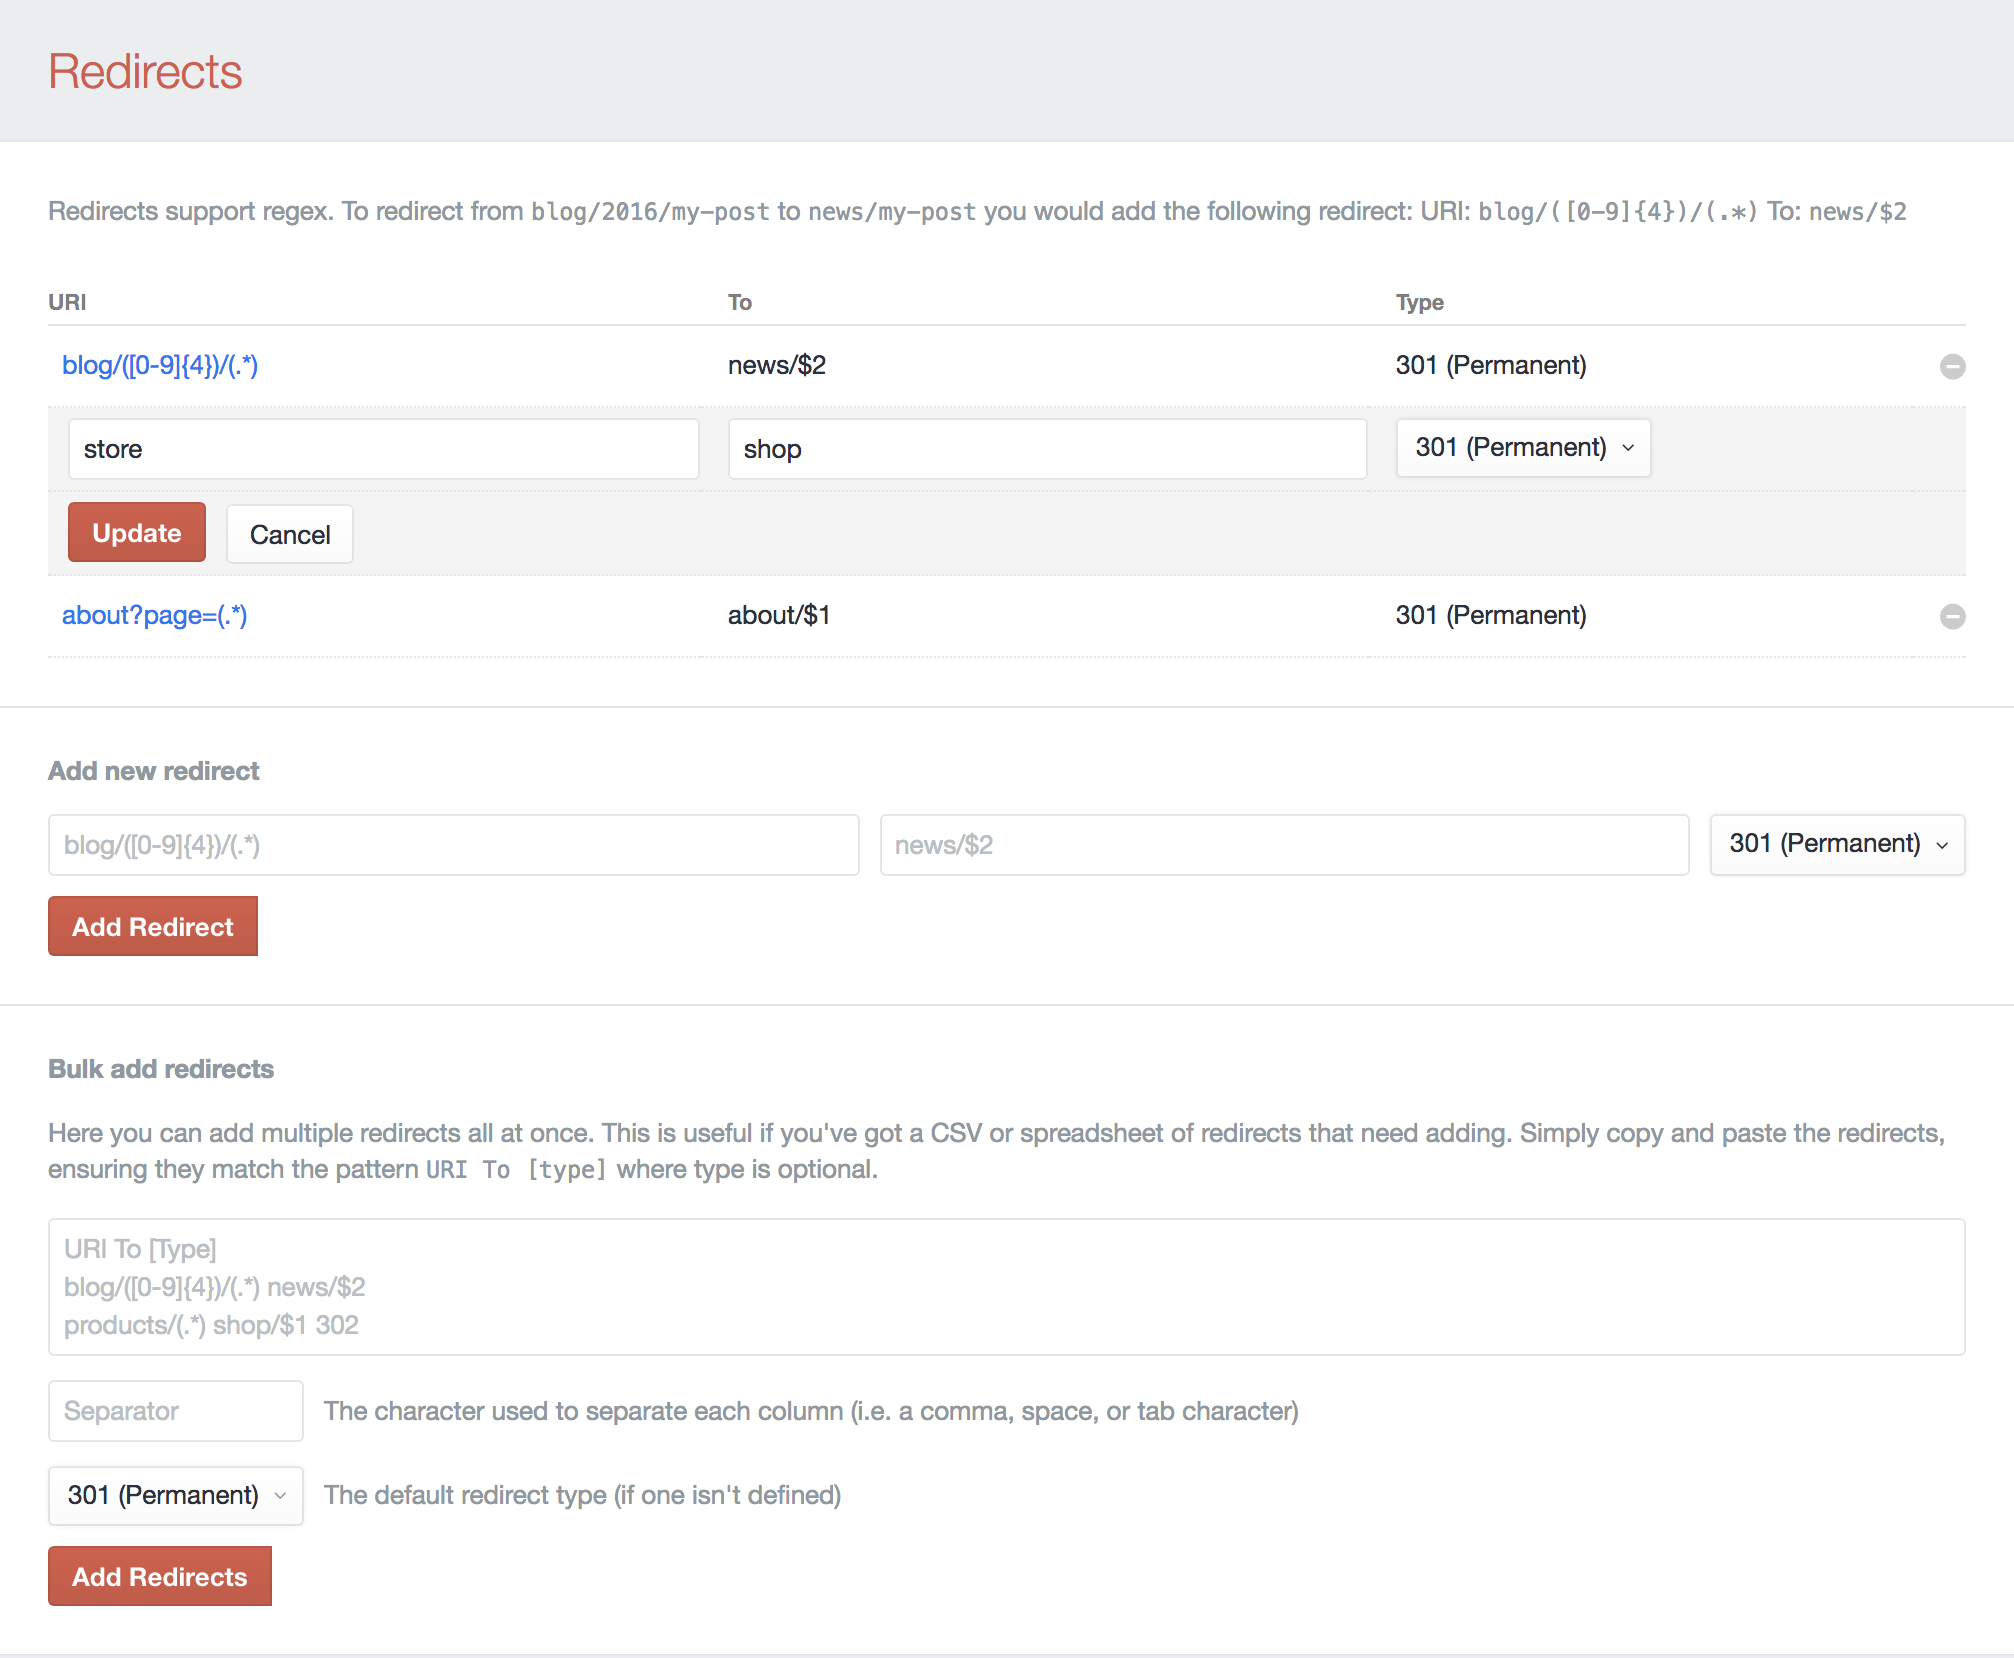 Redirects
Redirects support regex. To redirect from blog/2016/my-post to news/my-post you would add the following redirect: URI: blog/([0-9]{4})/(.*) To: news/$2
URI To Type
blog/([0-9]{4})/(.*) news/$2 301 (Permanent)
store shop 301 (Permanent)
Update Cancel
about?page=(.*) about/$1 301 (Permanent)
Add new redirect
blog/([0-9]{4})/(.*) news/$2 301 (Permanent)
Add Redirect
Bulk add redirects
Here you can add multiple redirects all at once. This is useful if you've got a CSV or spreadsheet of redirects that need adding. Simply copy and paste the redirects,
ensuring they match the pattern URI To [type] where type is optional.
URI To [Type]
blog/([0-9]{4})/(.*) news/$2
products/(.*) shop/$1 302
Separator The character used to separate each column (i.e. a comma, space, or tab character)
301 (Permanent) The default redirect type (if one isn't defined)
Add Redirects